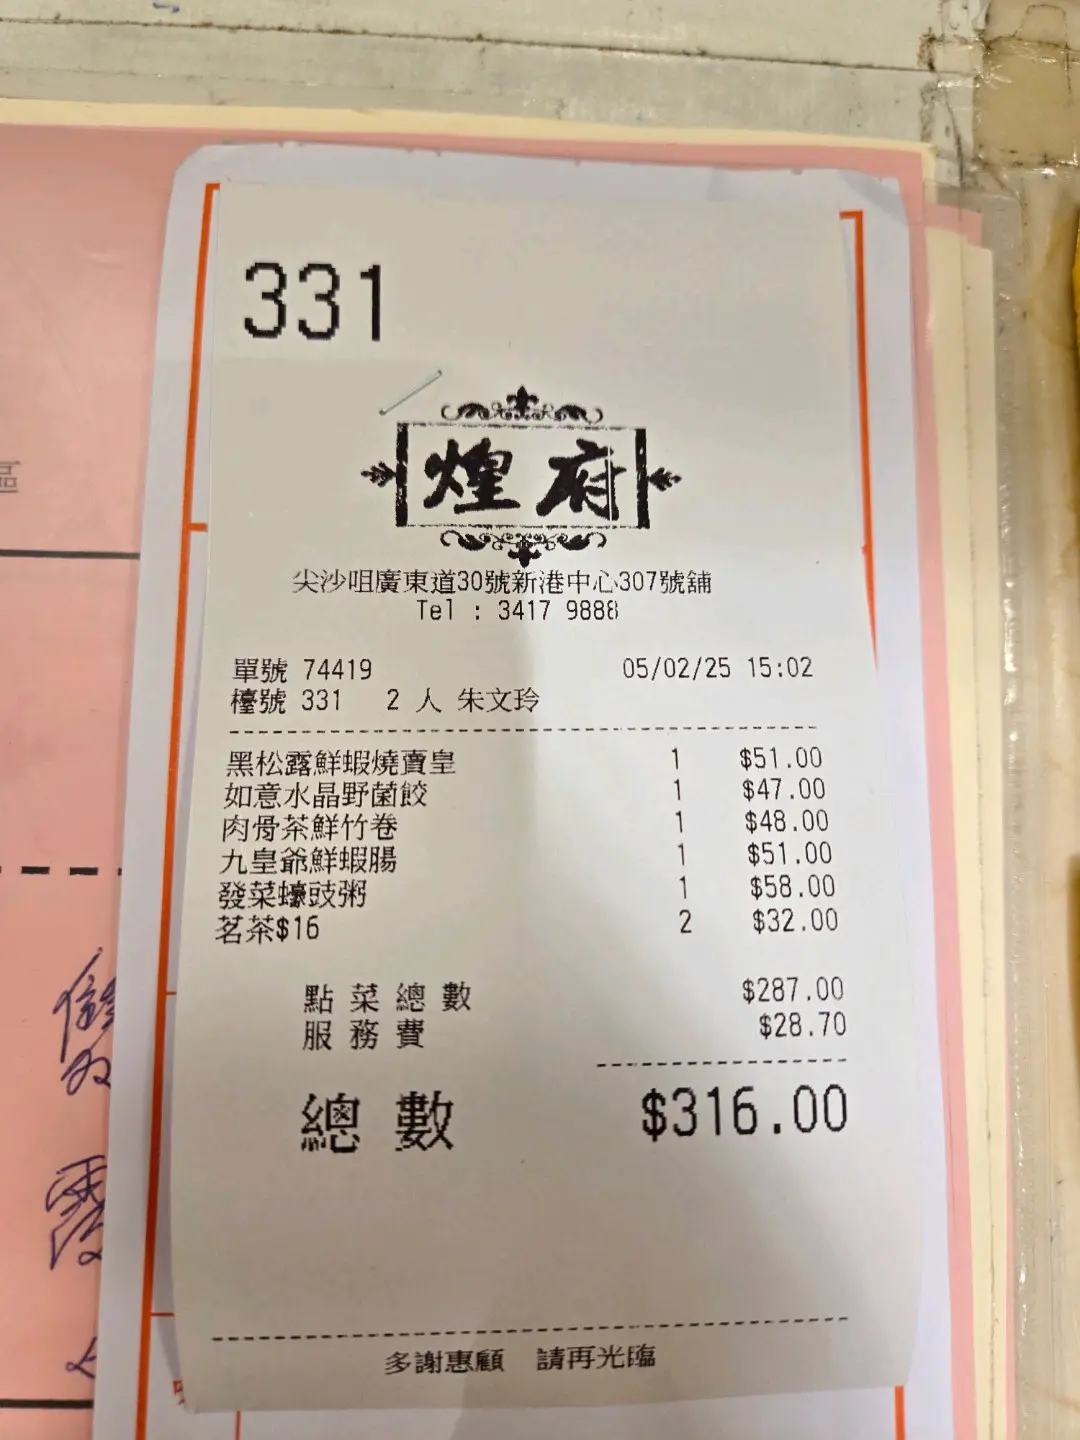 331
煌府
尖沙咀廣東道30號新港中心307號舖
Tel : 3417 9888
單號 74419 05/02/25 15:02
檯號 331 2 人 朱文玲
黑松露鮮蝦燒賣皇 1 $51.00
如意水晶野菌餃 1 $47.00
肉骨茶鮮竹卷 1 $48.00
九皇爺鮮蝦腸 1 $51.00
發菜蠔豉粥 1 $58.00
茗茶$16 2 $32.00
點菜總數 $287.00
服務費 $28.70
總數 $316.00
多謝惠顧 請再光臨
區
霞